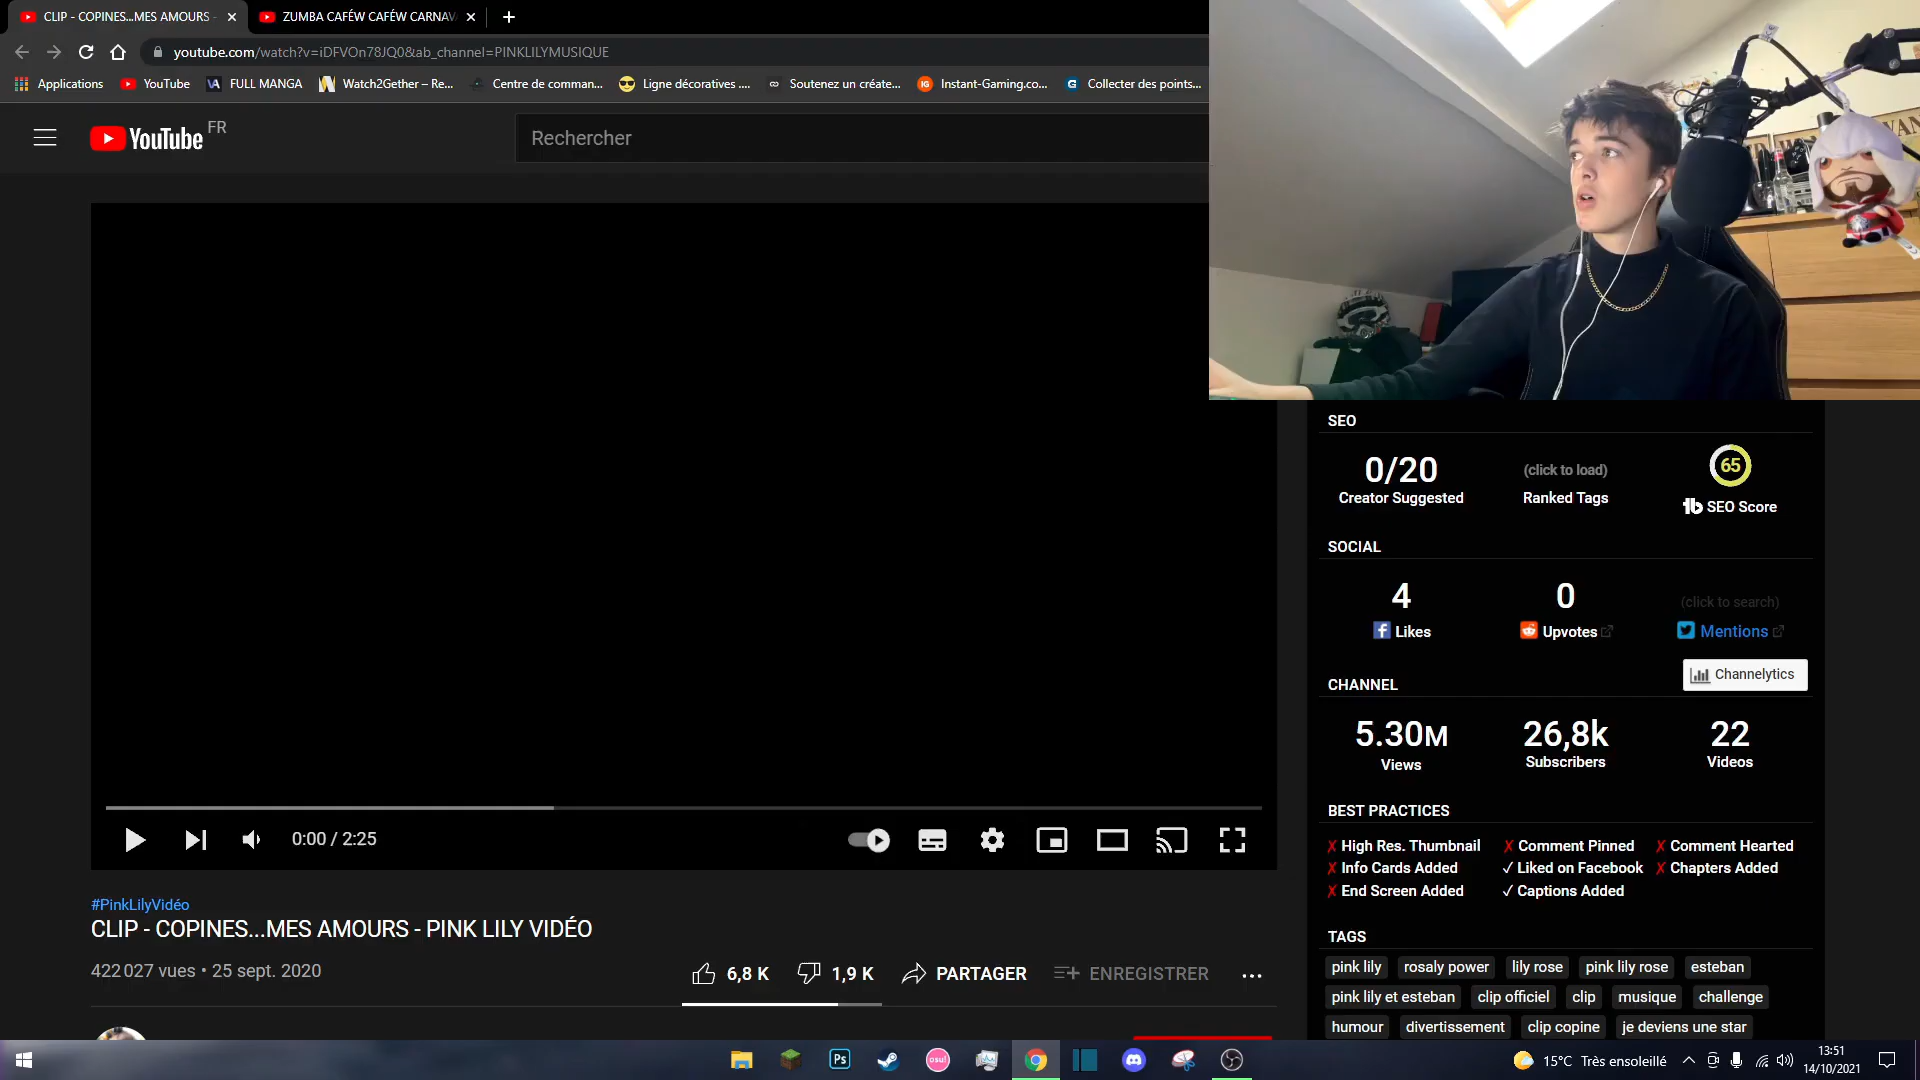 CLIP - COPINES...MES AMOURS -
ZUMBA CAFÉW CAFÉW CARNAV
youtube.com/watch?v=iDFVOn78JQ0&ab_channel=PINKLILYMUSIQUE
Applications
YouTube
FULL MANGA
Watch2Gether – Re...
Centre de comman...
Ligne décoratives ....
Soutenez un créate...
IG
Instant-Gaming.co...
G
Collecter des points...
YouTube FR
Rechercher
SEO
0/20
Creator Suggested
(click to load)
Ranked Tags
65
tb SEO Score
SOCIAL
4
Likes
0
Upvotes
(click to search)
Mentions
CHANNEL
Channelytics
5.30M
Views
26,8k
Subscribers
22
Videos
BEST PRACTICES
✗ High Res. Thumbnail ✗ Comment Pinned ✗ Comment Hearted
✗ Info Cards Added ✓ Liked on Facebook ✗ Chapters Added
✗ End Screen Added ✓ Captions Added
TAGS
pink lily rosaly power lily rose pink lily rose esteban
pink lily et esteban clip officiel clip musique challenge
humour divertissement clip copine je deviens une star
0:00 / 2:25
#PinkLilyVidéo
CLIP - COPINES...MES AMOURS - PINK LILY VIDÉO
422 027 vues • 25 sept. 2020
6,8 K
1,9 K
PARTAGER
ENREGISTRER
Ps
osu!
15°C Très ensoleillé
13:51
14/10/2021